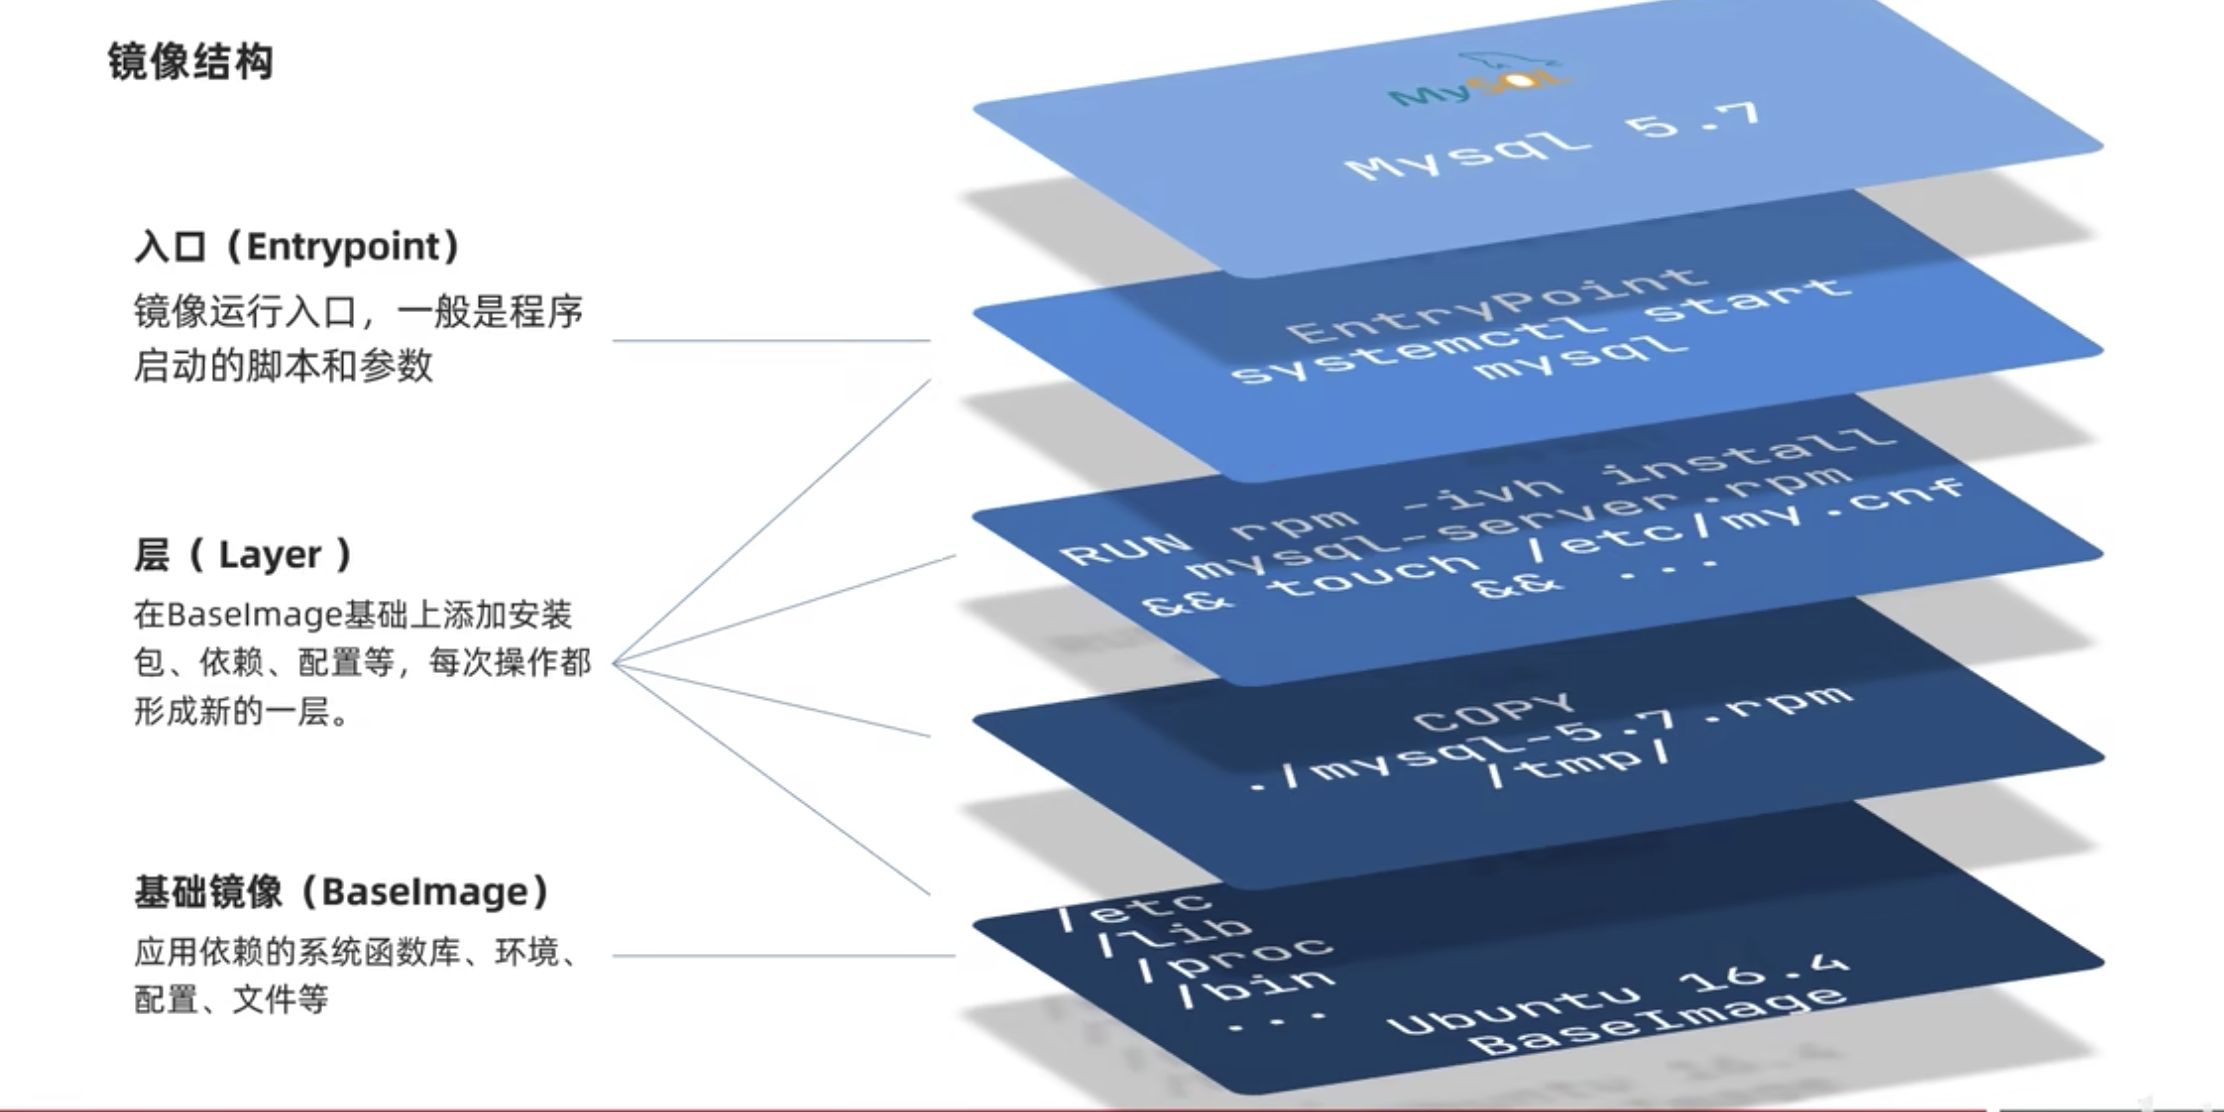 镜像结构
入口（Entrypoint）
镜像运行入口，一般是程序
启动的脚本和参数
层（ Layer ）
在BaseImage基础上添加安装
包、依赖、配置等，每次操作都
形成新的一层。
基础镜像（BaseImage）
应用依赖的系统函数库、环境、
配置、文件等
MySQL
Mysql 5.7
EntryPoint
systemctl start
mysql
RUN rpm -ivh install
mysql-server.rpm
&& touch /etc/my.cnf
&& ...
COPY
./mysql-5.7.rpm
/tmp/
/etc
/lib
/proc
/bin
...
Ubuntu 16.4
BaseImage